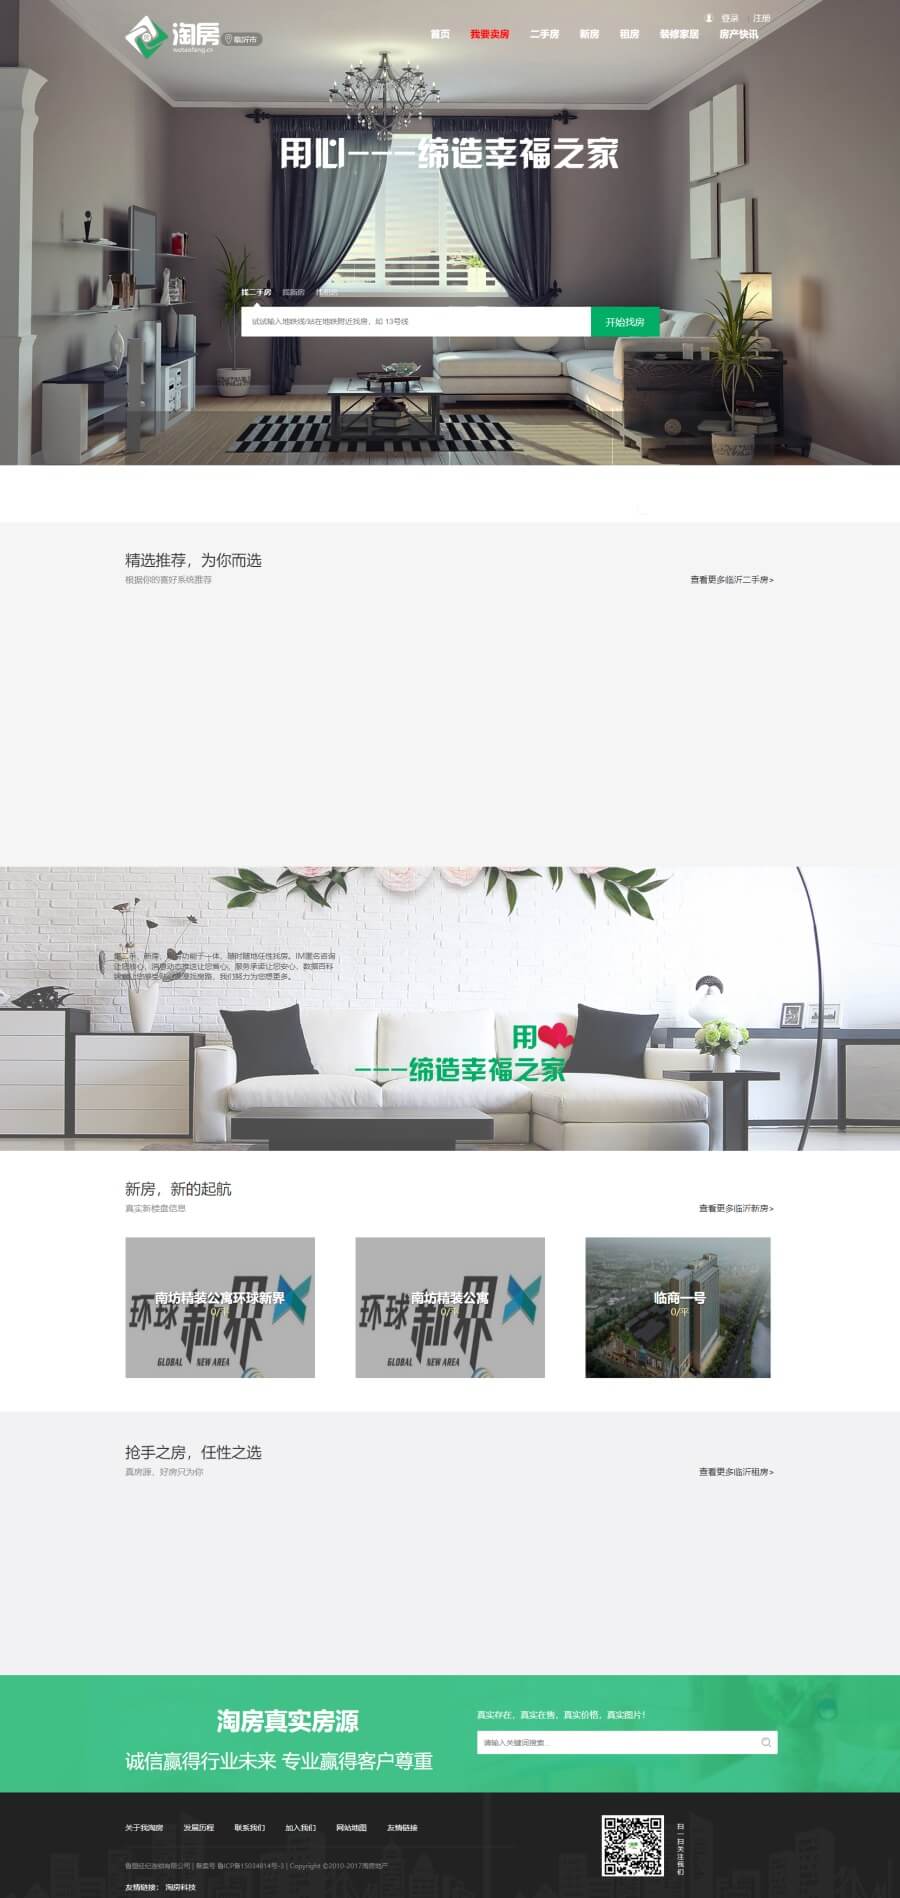 登录 注册
淘房
wotaofang.cn
临沂市
首页 我要卖房 二手房 新房 租房 装修家居 房产快讯
用心---缔造幸福之家
找二手房 找新房
试试输入地铁线/站在地铁附近找房,如 13号线
开始找房
精选推荐,为你而选
根据你的喜好系统推荐
查看更多临沂二手房>
功能于一体,随时随地任性找房。IM匿名咨询
让您放心,消息动态推送让您省心,服务承诺让您安心,数据百科
找房路,我们努力为您想更多。
用
---缔造幸福之家
新房,新的起航
真实新楼盘信息
查看更多临沂新房>
南坊精装公寓环球新界
0/平
环球新界
GLOBAL NEW AREA
南坊精装公寓
0/平
环球新界
GLOBAL NEW AREA
临商一号
0/平
抢手之房,任性之选
真房源,好房只为你
查看更多临沂租房>
淘房真实房源
诚信赢得行业未来 专业赢得客户尊重
真实存在,真实在售,真实价格,真实图片!
请输入关键词搜索...
关于我淘房 发展历程 联系我们 加入我们 网站地图 友情链接
有限公司 | 备案号 鲁ICP备15034814号-3 | Copyright ©2010-2017淘房地产
友情链接: 淘房科技
扫一扫关注我们